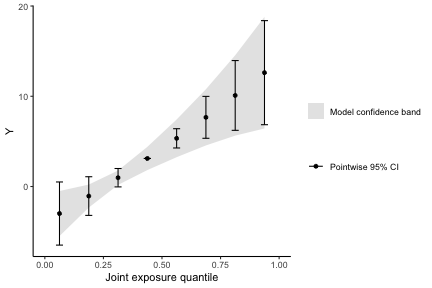 20
10
0
Y
0.00 0.25 0.50 0.75 1.00
Joint exposure quantile
Model confidence band
Pointwise 95% CI